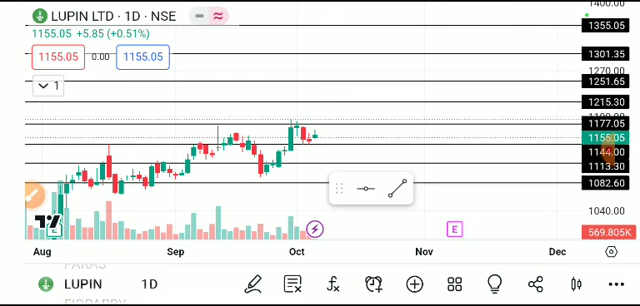 1400.00
LUPIN LTD · 1D · NSE
1355.05
1155.05 +5.85 (+0.51%)
1155.05 0.00 1155.05
1301.35
1270.00
1251.65
1
1215.30
1177.05
1155.05
1144.00
1113.30
1082.60
1040.00
E
E
569.805K
Aug Sep Oct Nov Dec
LUPIN 1D